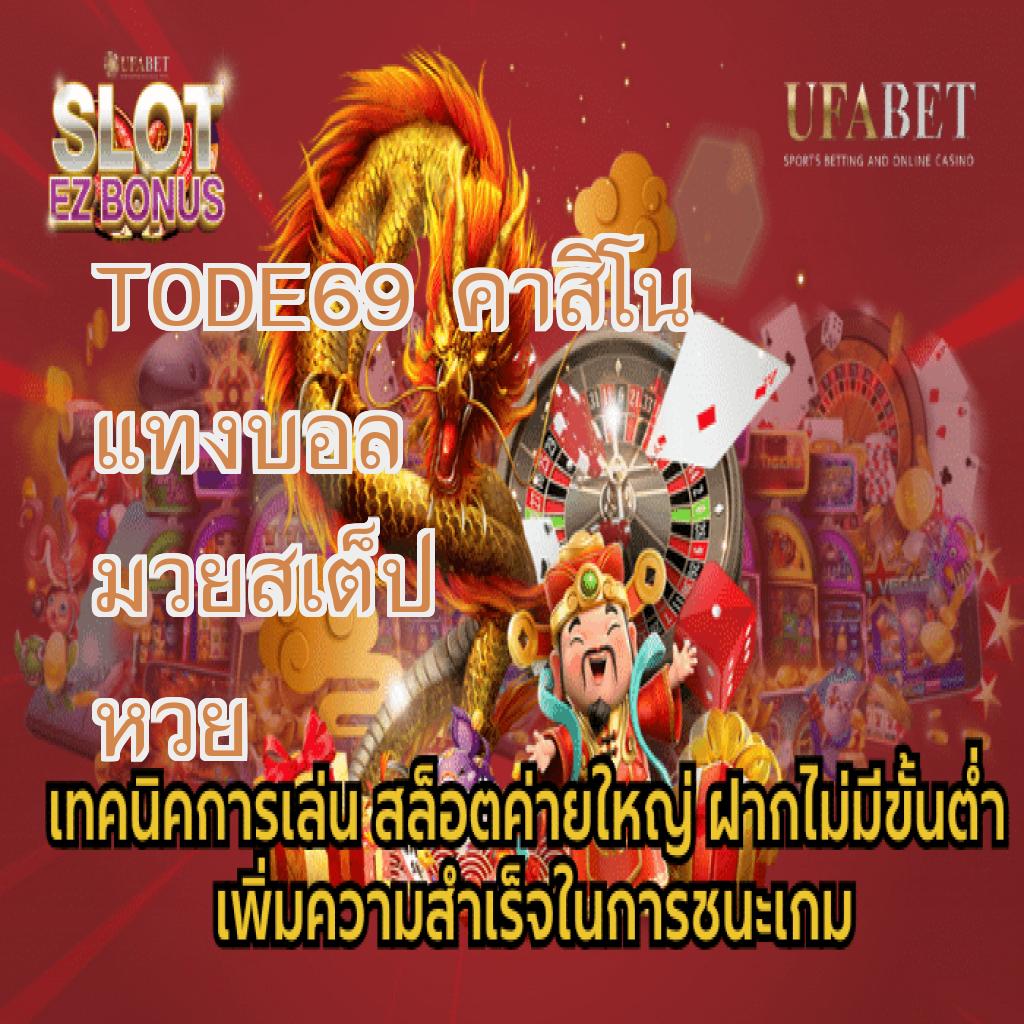 UFABET
SLOT
EZ BONUS
UFABET
SPORTS BETTING AND ONLINE CASINO
TODE69 คาสิโน
แทงบอล
มวยสเต็ป
หวย
เทคนิคการเล่น สล็อตค่ายใหญ่ ฝากไม่มีขั้นต่ำ
เพิ่มความสำเร็จในการชนะเกม